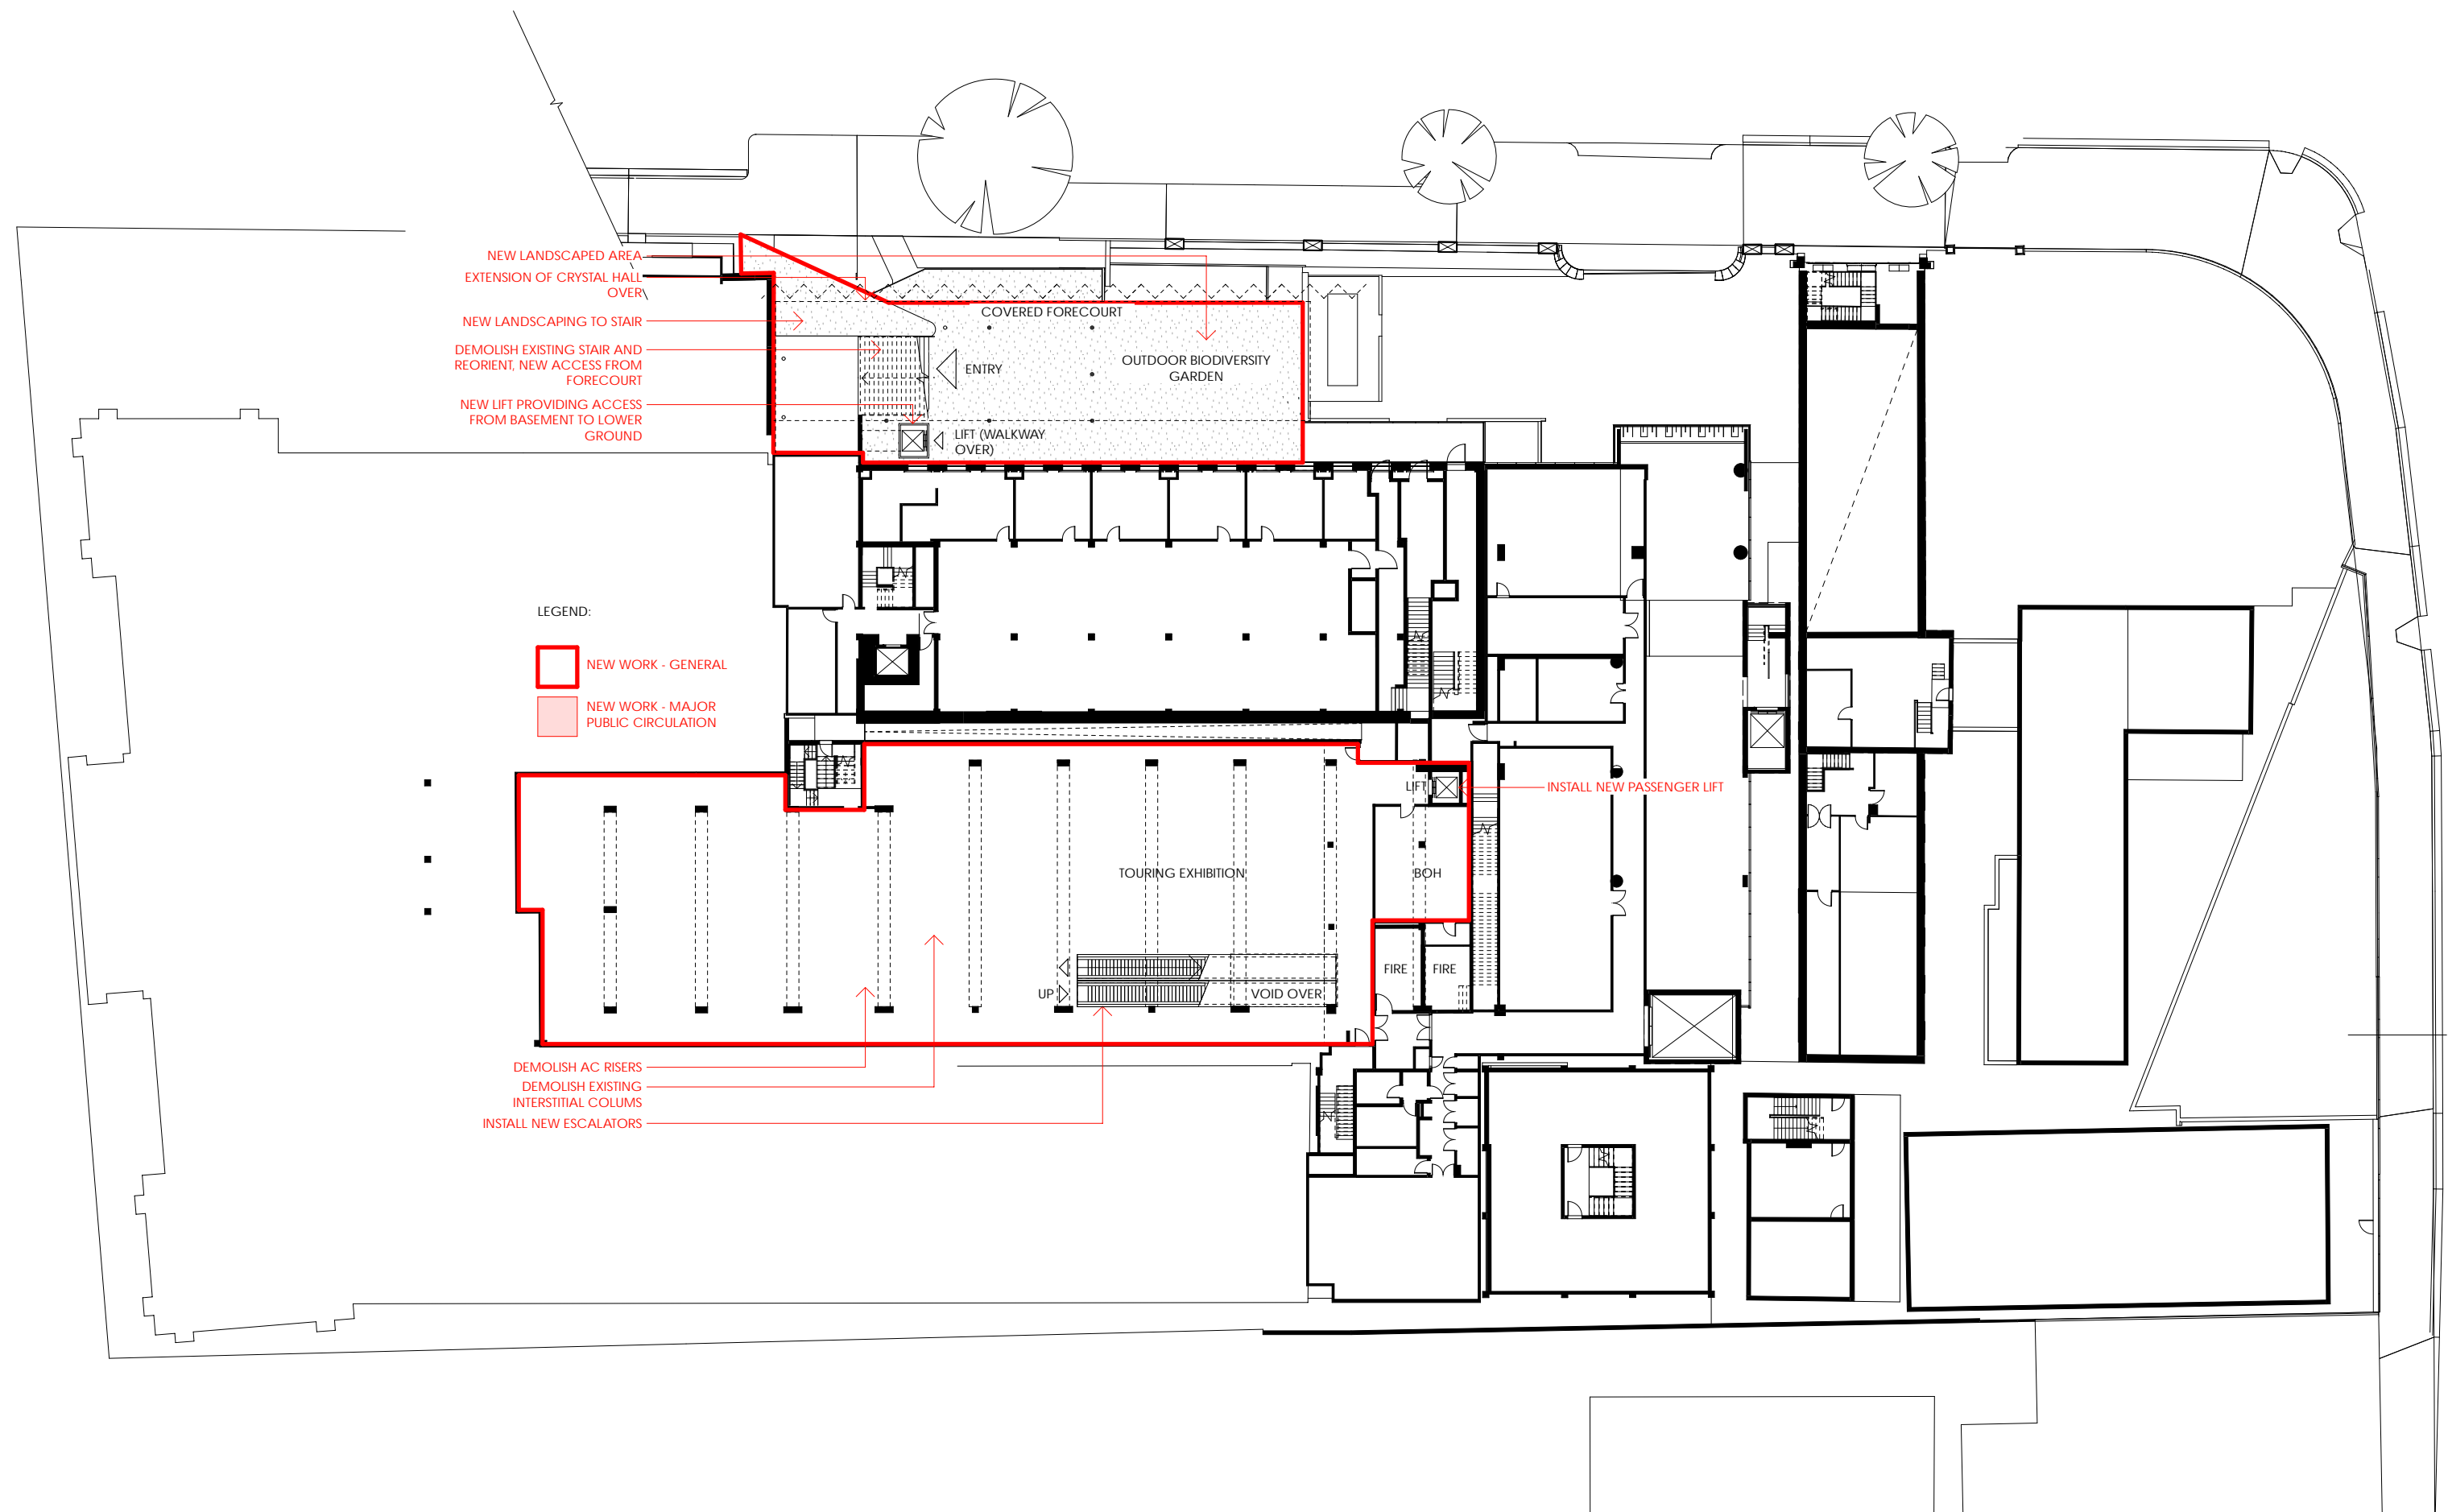 NEW LANDSCAPED AREA
EXTENSION OF CRYSTAL HALL
OVER
NEW LANDSCAPING TO STAIR
DEMOLISH EXISTING STAIR AND
REORIENT, NEW ACCESS FROM
FORECOURT
NEW LIFT PROVIDING ACCESS
FROM BASEMENT TO LOWER
GROUND
COVERED FORECOURT
ENTRY
OUTDOOR BIODIVERSITY
GARDEN
LIFT (WALKWAY
OVER)
LEGEND:
NEW WORK - GENERAL
NEW WORK - MAJOR
PUBLIC CIRCULATION
LIFT
INSTALL NEW PASSENGER LIFT
TOURING EXHIBITION
BOH
FIRE
FIRE
UP
VOID OVER
DEMOLISH AC RISERS
DEMOLISH EXISTING
INTERSTITIAL COLUMS
INSTALL NEW ESCALATORS